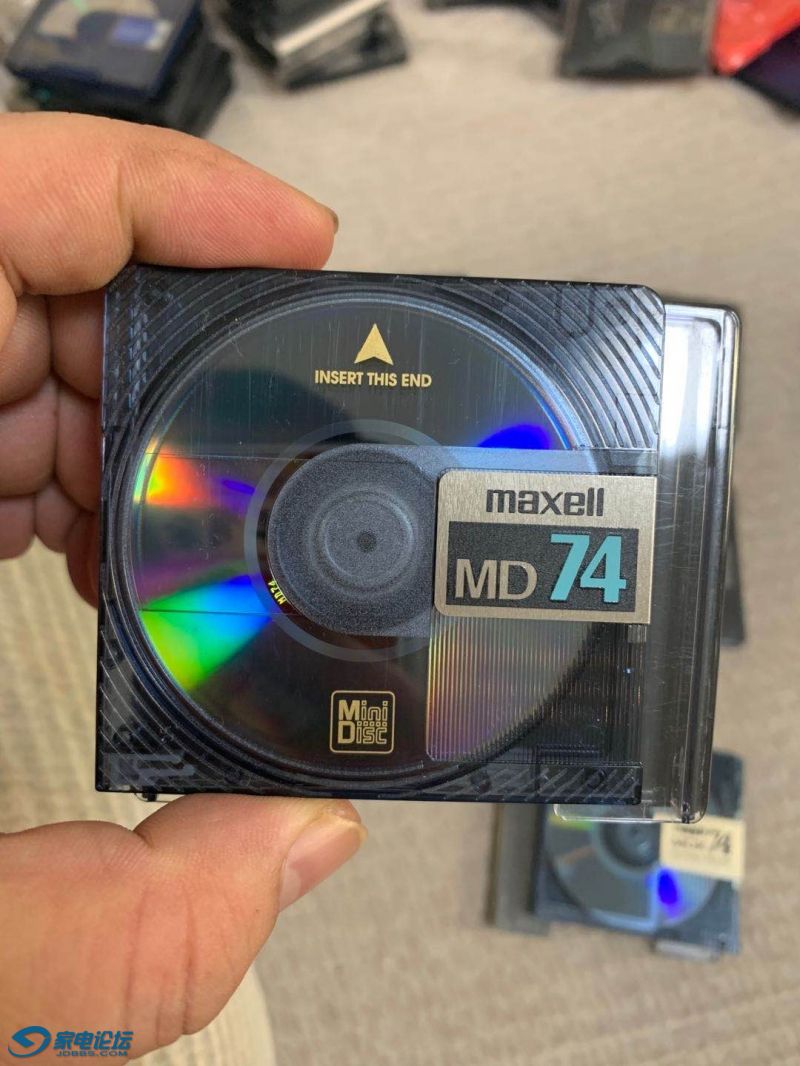 INSERT THIS END
maxell
MD 74
MD74
Mini
Disc
家电论坛
JDBBS.COM